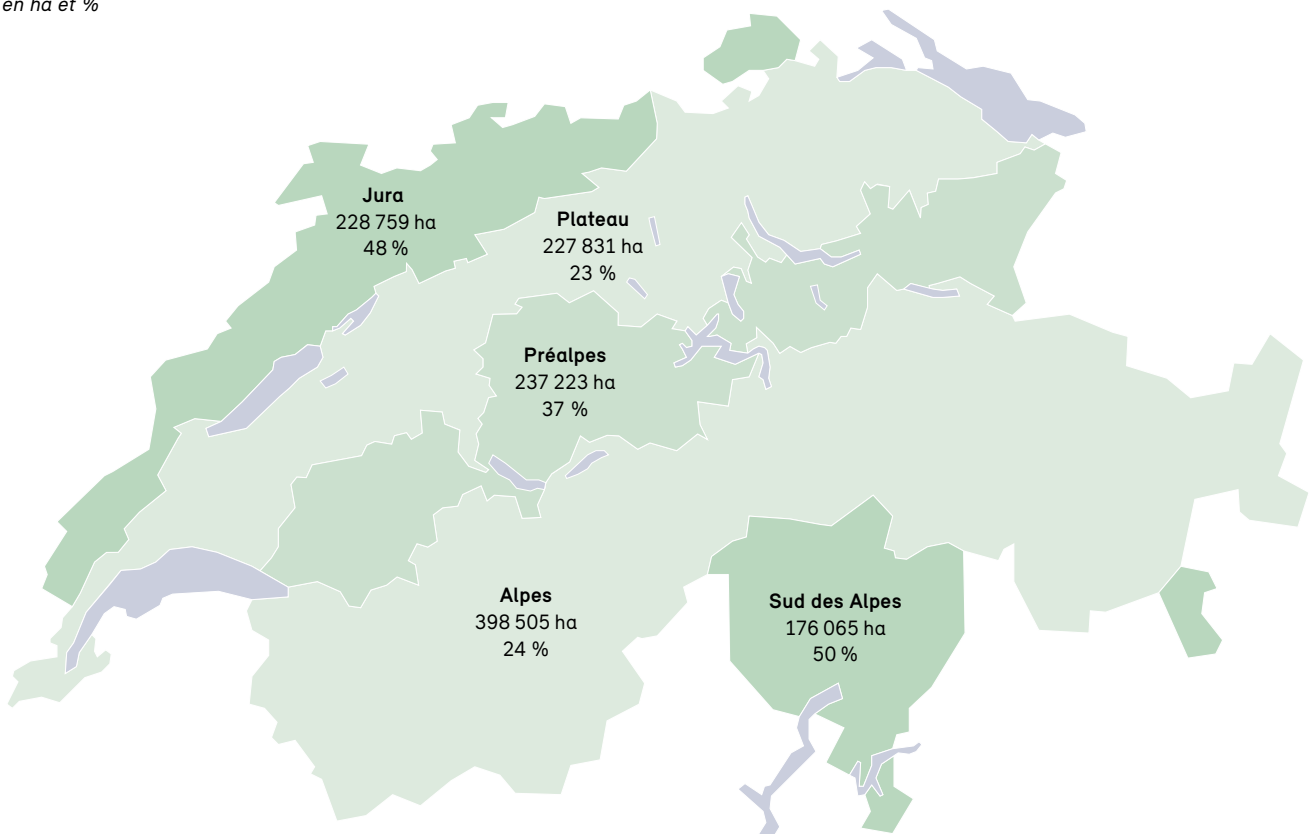 en ha et %
Jura
228 759 ha
48 %
Plateau
227 831 ha
23 %
Préalpes
237 223 ha
37 %
Alpes
398 505 ha
24 %
Sud des Alpes
176 065 ha
50 %